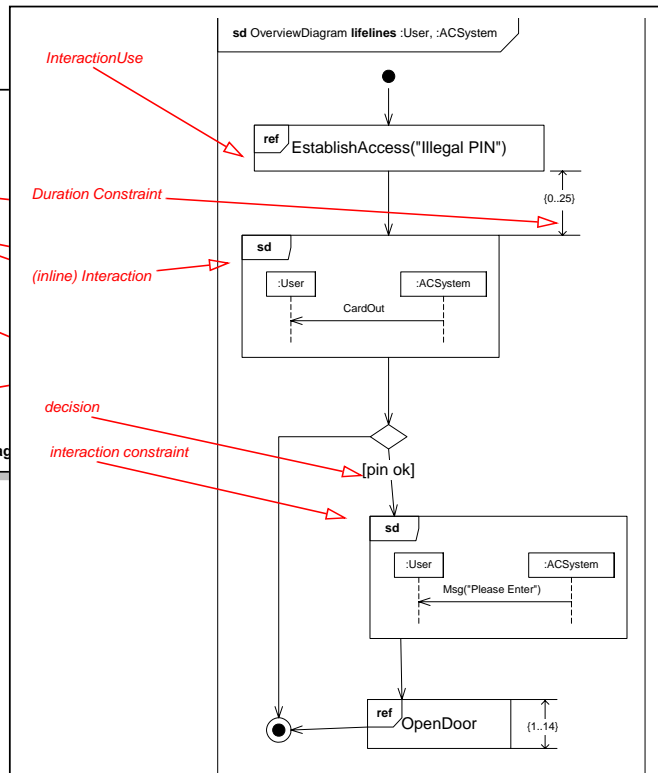 sd OverviewDiagram lifelines :User, :ACSystem
InteractionUse
ref
EstablishAccess("Illegal PIN")
Duration Constraint
{0..25}
sd
(inline) Interaction
:User
:ACSystem
CardOut
decision
interaction constraint
[pin ok]
sd
:User
:ACSystem
Msg("Please Enter")
ref
OpenDoor
{1..14}